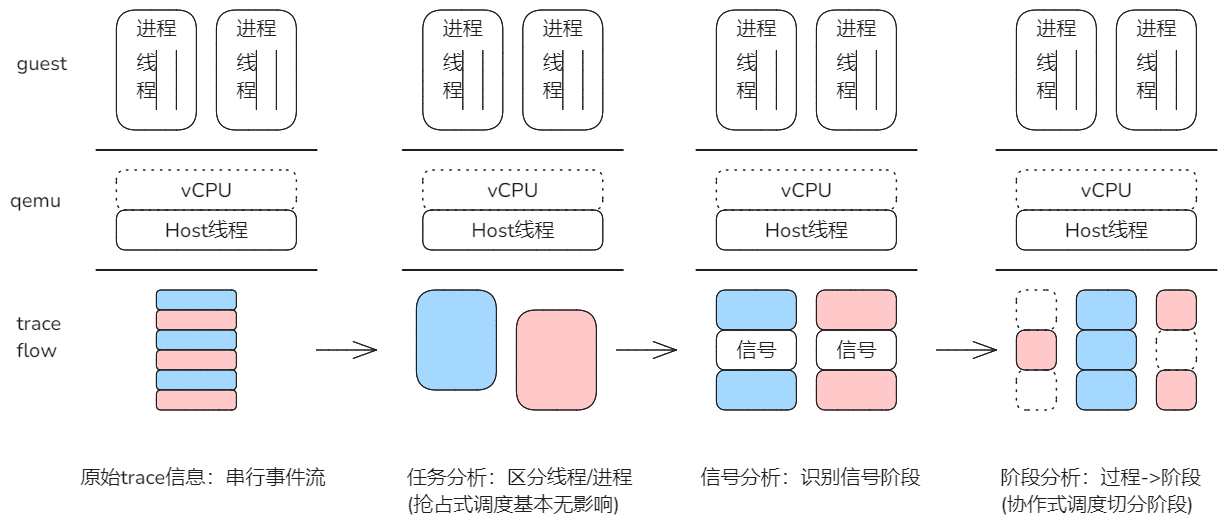 guest
进程
线
程
进程
线
程
进程
线
程
进程
线
程
进程
线
程
进程
线
程
进程
线
程
进程
线
程
qemu
vCPU
Host线程
vCPU
Host线程
vCPU
Host线程
vCPU
Host线程
trace
flow
信号
信号
原始trace信息：串行事件流
任务分析：区分线程/进程
(抢占式调度基本无影响)
信号分析：识别信号阶段
阶段分析：过程->阶段
(协作式调度切分阶段)